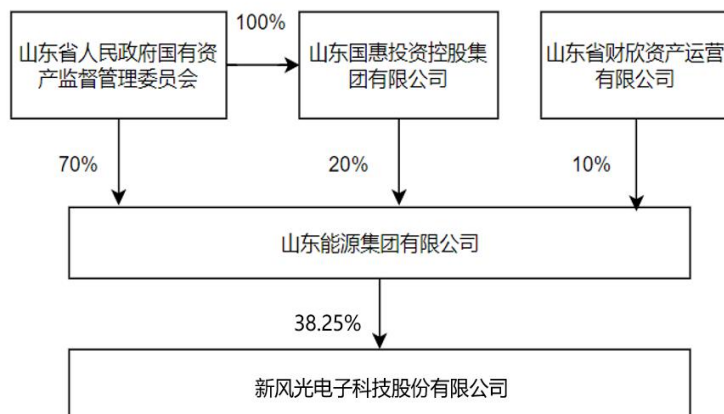 100%
山东省人民政府国有资
产监督管理委员会
山东国惠投资控股集
团有限公司
山东省财欣资产运营
有限公司
70%
20%
10%
山东能源集团有限公司
38.25%
新风光电子科技股份有限公司